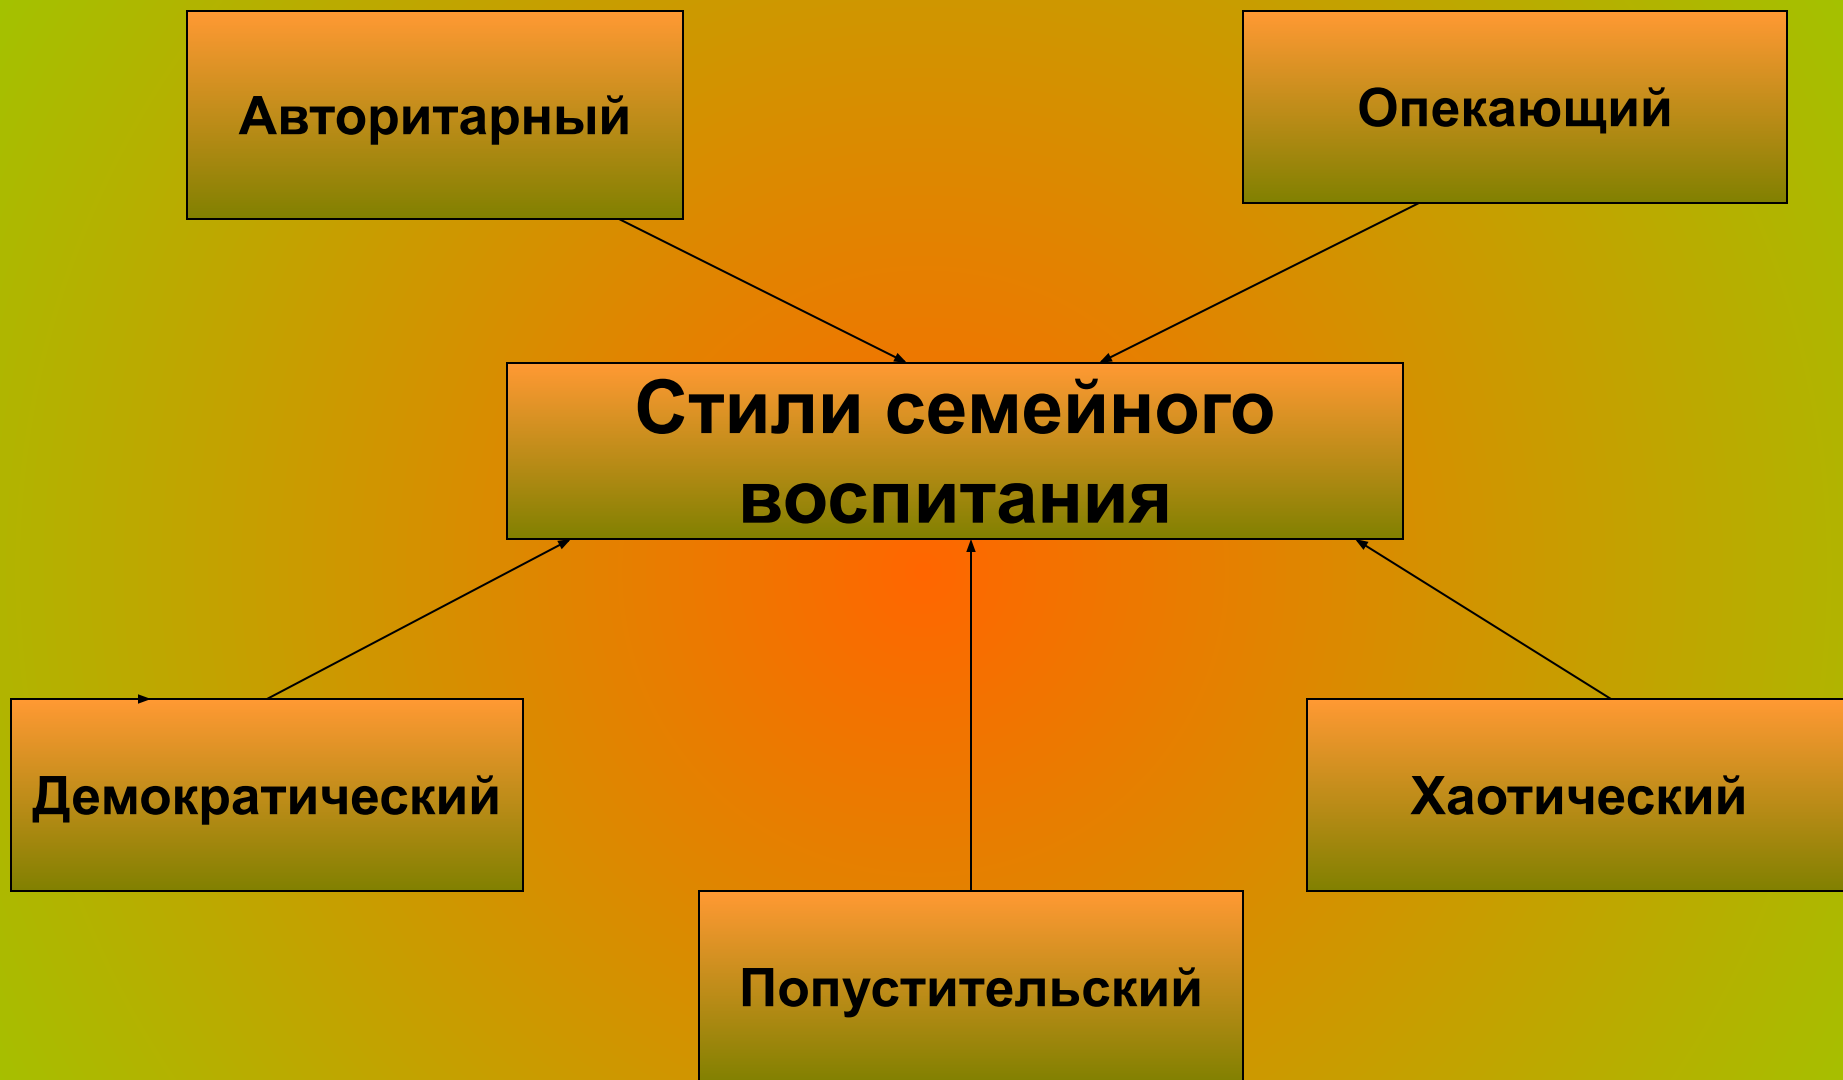 Авторитарный
Опекающий
Стили семейного
воспитания
Демократический
Хаотический
Попустительский